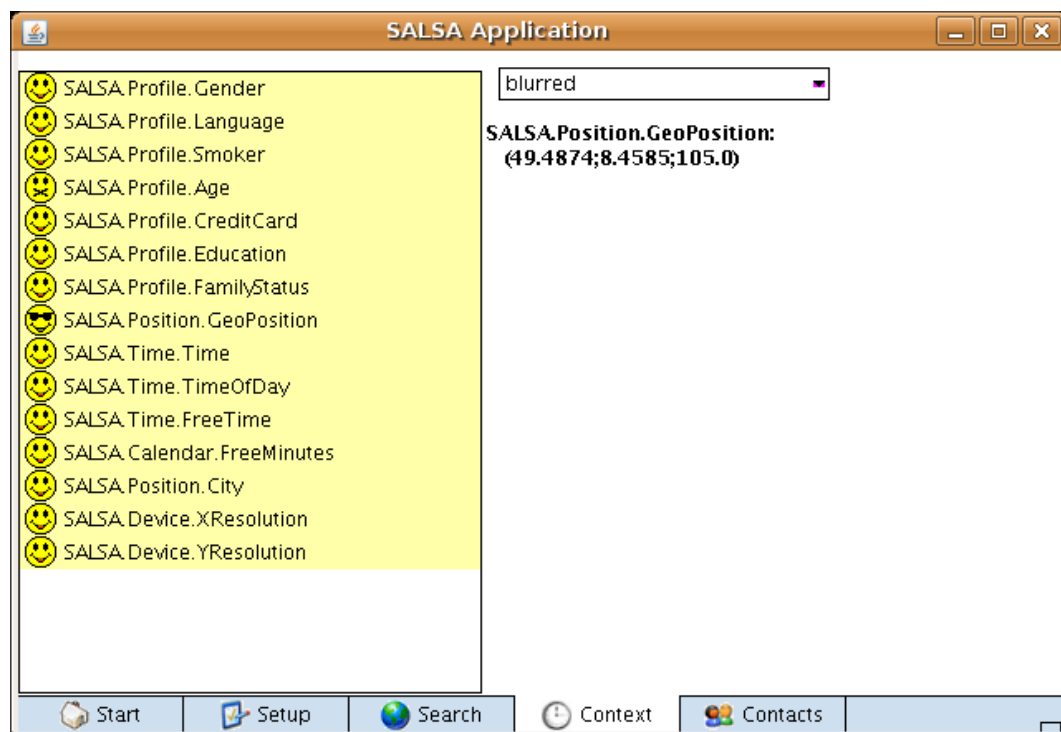 SALSA Application
SALSA.Profile.Gender
SALSA.Profile.Language
SALSA.Profile.Smoker
SALSA.Profile.Age
SALSA.Profile.CreditCard
SALSA.Profile.Education
SALSA.Profile.FamilyStatus
SALSA.Position.GeoPosition
SALSA.Time.Time
SALSA.Time.TimeOfDay
SALSA.Time.FreeTime
SALSA.Calendar.FreeMinutes
SALSA.Position.City
SALSA.Device.XResolution
SALSA.Device.YResolution
blurred
SALSA.Position.GeoPosition:
(49.4874;8.4585;105.0)
Start Setup Search Context Contacts